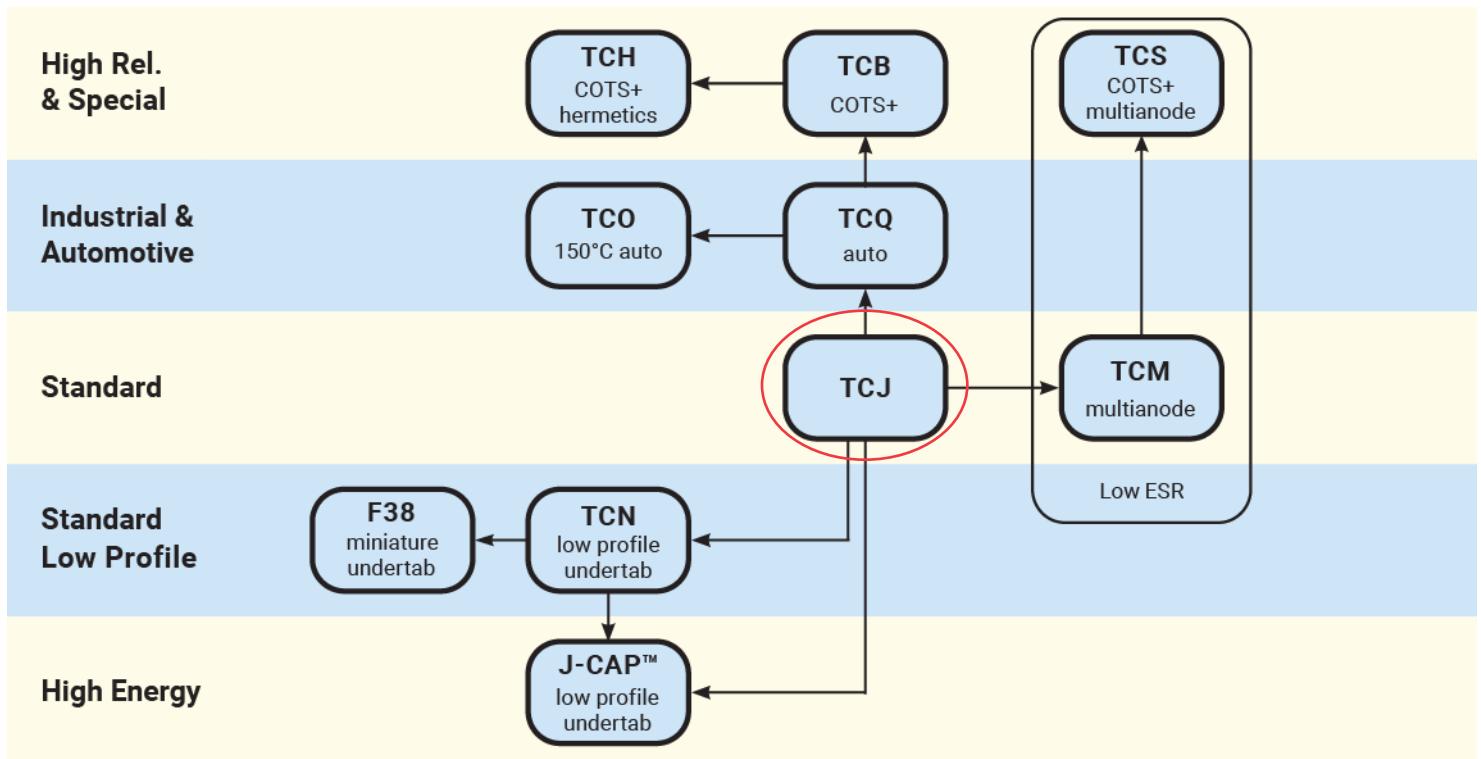 High Rel.
& Special
TCH
COTS+
hermetics
TCB
COTS+
TCS
COTS+
multianode
Industrial &
Automotive
TCO
150°C auto
TCQ
auto
Standard
TCJ
TCM
multianode
Low ESR
Standard
Low Profile
F38
miniature
undertab
TCN
low profile
undertab
High Energy
J-CAP™
low profile
undertab